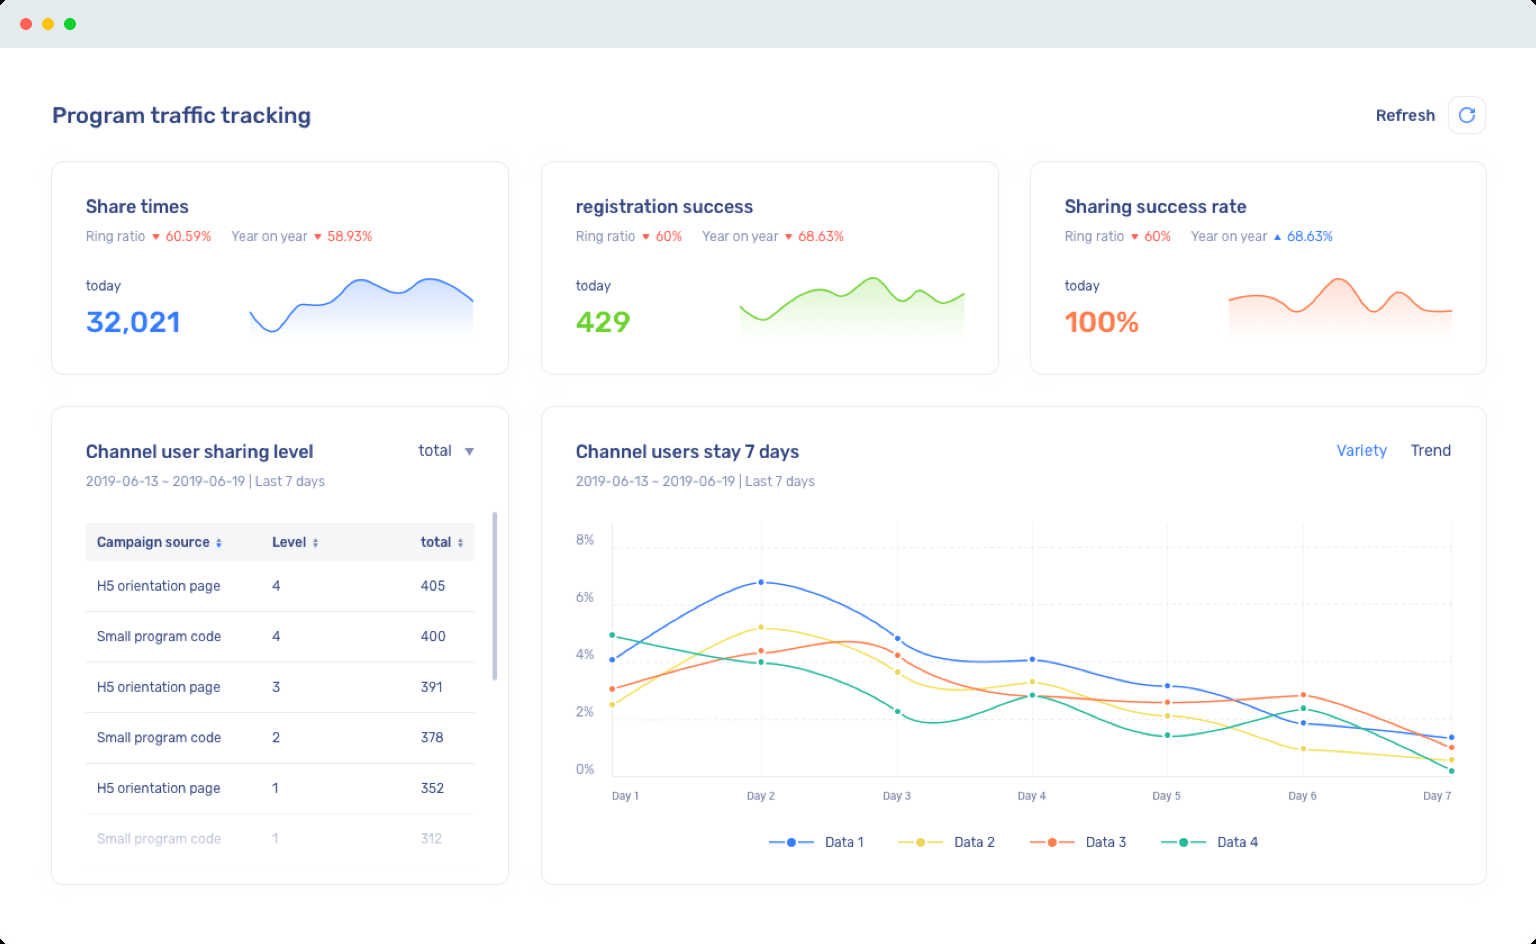 Program traffic tracking
Refresh
Share times
Ring ratio ▼ 60.59% Year on year ▼ 58.93%
today
32,021
registration success
Ring ratio ▼ 60% Year on year ▼ 68.63%
today
429
Sharing success rate
Ring ratio ▼ 60% Year on year ▲ 68.63%
today
100%
Channel user sharing level
total ▼
2019-06-13 ~ 2019-06-19 | Last 7 days
Campaign source Level total
H5 orientation page 4 405
Small program code 4 400
H5 orientation page 3 391
Small program code 2 378
H5 orientation page 1 352
Small program code 1 312
Channel users stay 7 days
Variety Trend
2019-06-13 ~ 2019-06-19 | Last 7 days
8%
6%
4%
2%
0%
Day 1 Day 2 Day 3 Day 4 Day 5 Day 6 Day 7
Data 1 Data 2 Data 3 Data 4